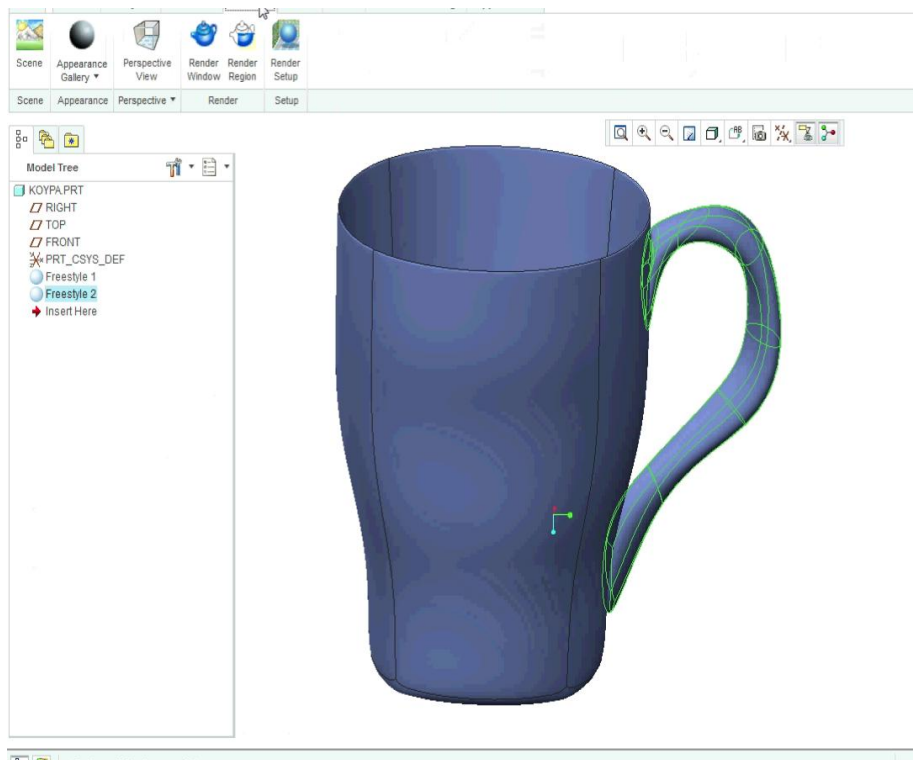 Scene
Appearance Gallery ▼
Perspective View
Render Window
Render Region
Render Setup
Scene
Appearance
Perspective ▼
Render
Setup
Model Tree
KOYPA.PRT
RIGHT
TOP
FRONT
PRT_CSYS_DEF
Freestyle 1
Freestyle 2
Insert Here